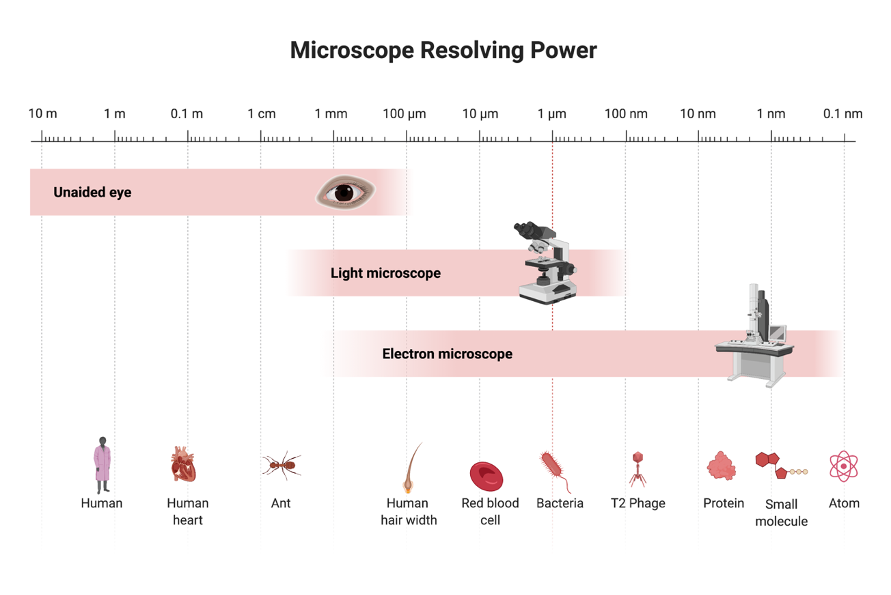 Microscope Resolving Power
10 m 1 m 0.1 m 1 cm 1 mm 100 μm 10 μm 1 μm 100 nm 10 nm 1 nm 0.1 nm
Unaided eye
Light microscope
Electron microscope
Human
Human
heart
Ant
Human
hair width
Red blood
cell
Bacteria
T2 Phage
Protein
Small
molecule
Atom